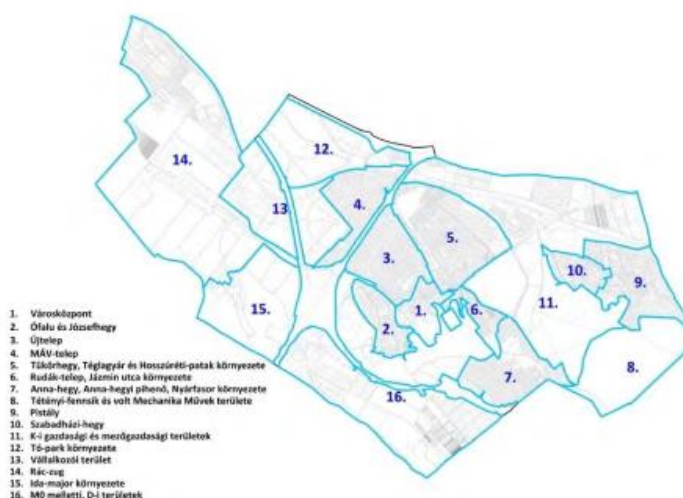 14.
12.
13
4.
5.
3.
10.
9.
15.
1.
6.
11.
2.
8.
7.
16.
1. Városközpont
2. Ófalu és Józsefhegy
3. Újtelep
4. MÁV-telep
5. Tükörhegy, Téglagyár és Hosszúréti-patak környezete
6. Rudák-telep, Jázmin utca környezete
7. Anna-hegy, Anna-hegyi pihenő, Nyárfasor környezete
8. Tétényi-fennsík és volt Mechanika Művek területe
9. Pistály
10. Szabadházi-hegy
11. K-i gazdasági és mezőgazdasági területek
12. Tó-park környezete
13. Vállalkozói terület
14. Rác-zug
15. Ida-major környezete
16. M0 melletti, D-i területek